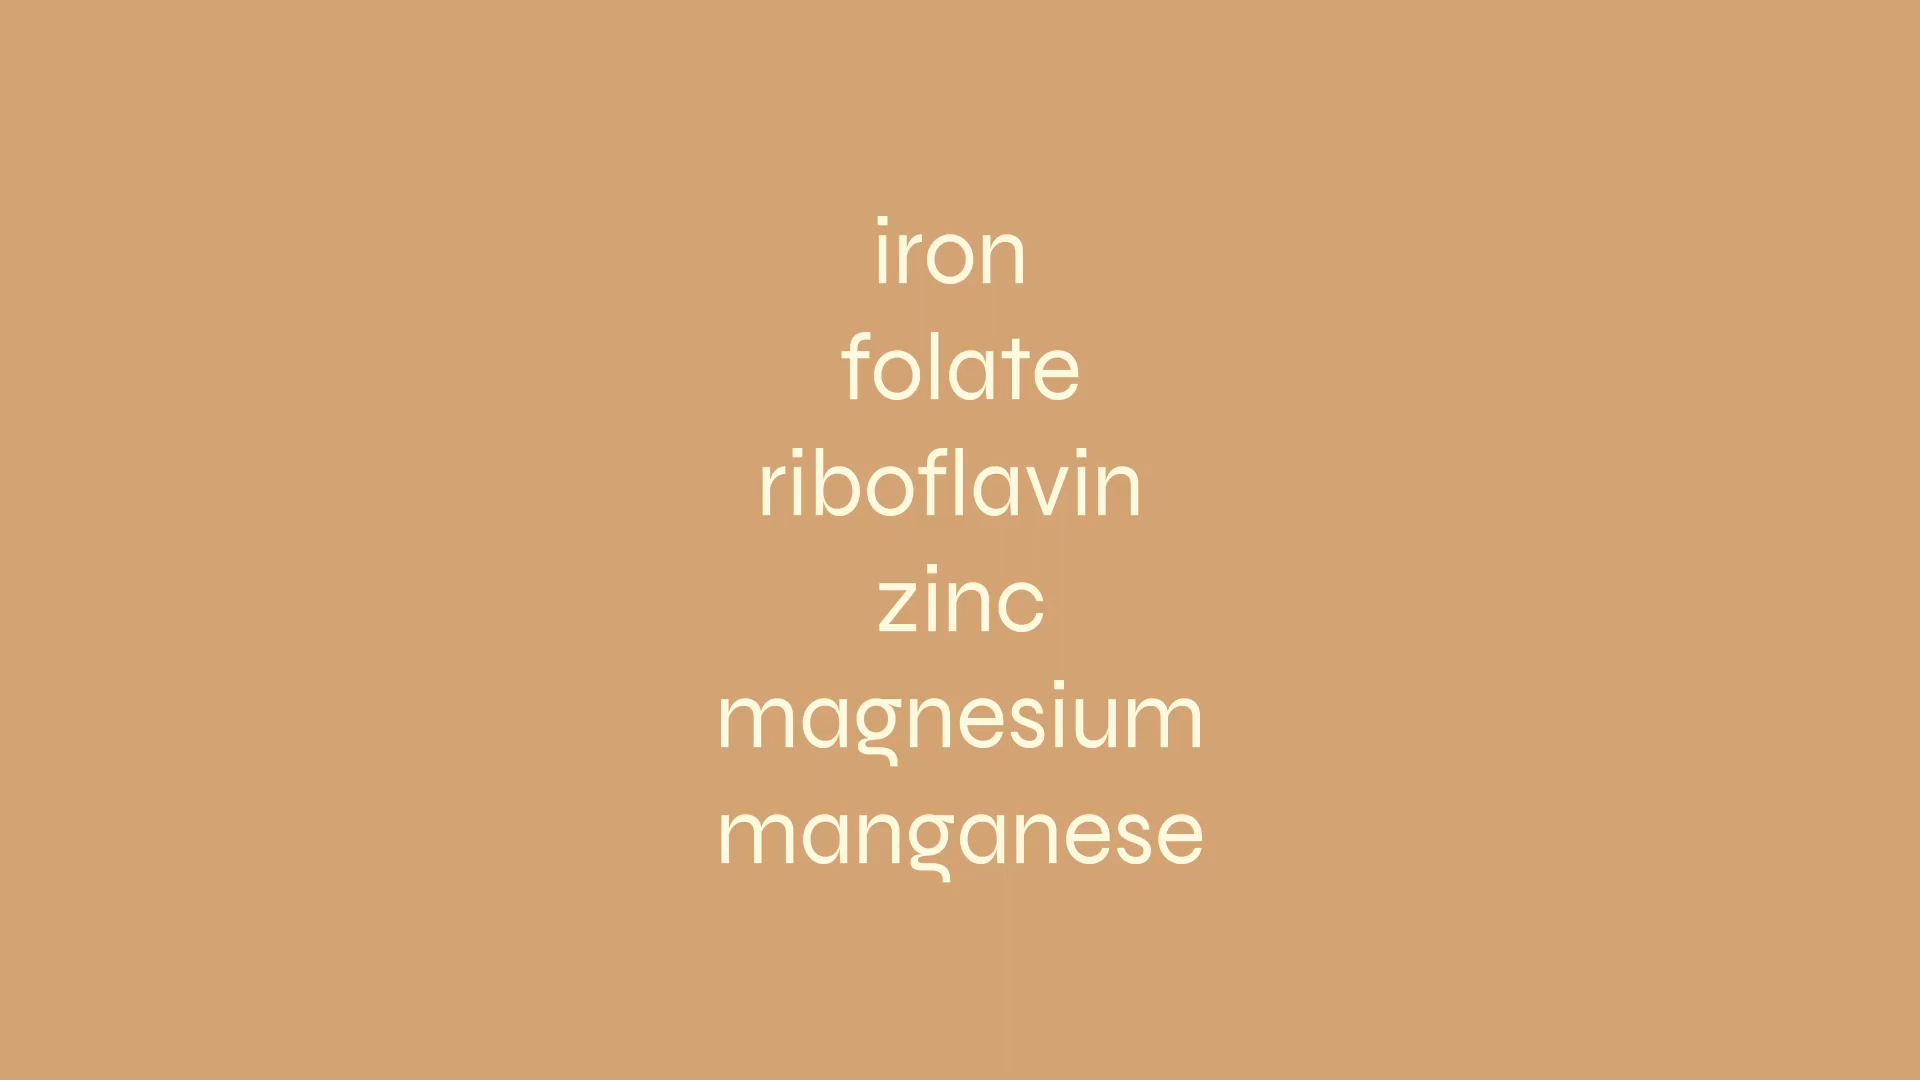 iron
folate
riboflavin
zinc
magnesium
manganese